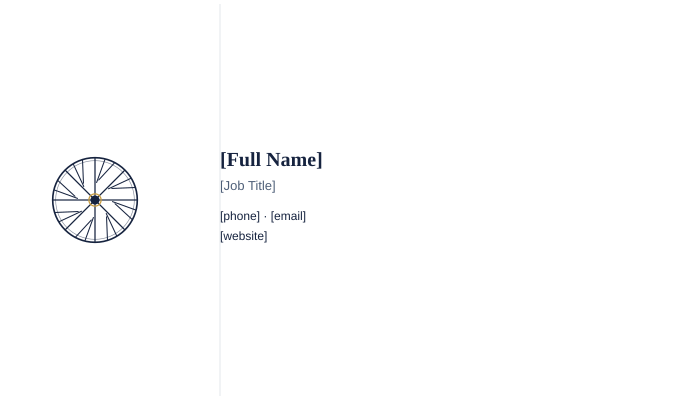 [Full Name]
[Job Title]
[phone] · [email]
[website]